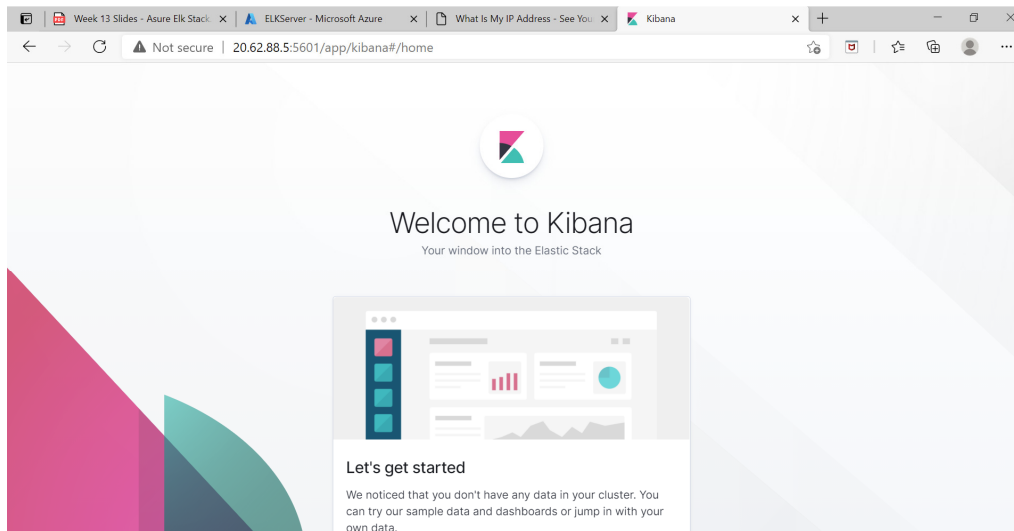 Week 13 Slides - Asure Elk Stack.
ELKServer - Microsoft Azure
What Is My IP Address - See You
Kibana
Not secure | 20.62.88.5:5601/app/kibana#/home
Welcome to Kibana
Your window into the Elastic Stack
Let's get started
We noticed that you don't have any data in your cluster. You
can try our sample data and dashboards or jump in with your
own data.